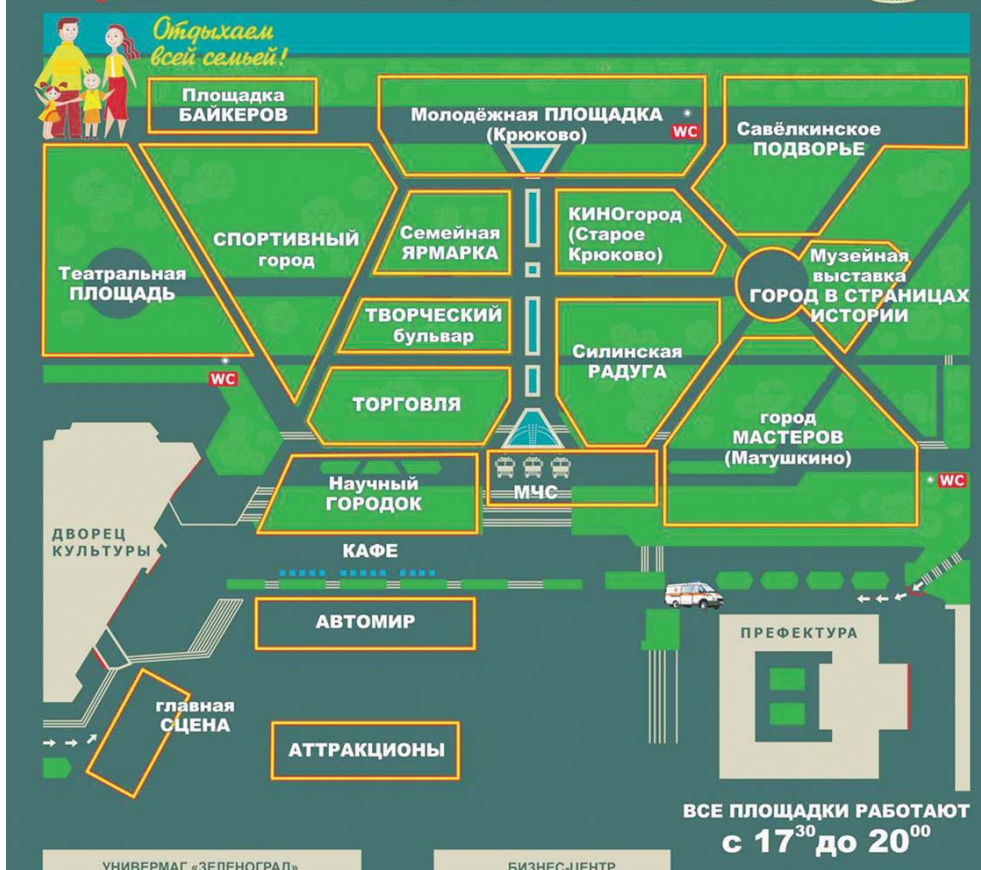 Отдыхаем
всей семьей!
Площадка
БАЙКЕРОВ
Молодёжная ПЛОЩАДКА
(Крюково)
WC
Савёлкинское
ПОДВОРЬЕ
Театральная
ПЛОЩАДЬ
СПОРТИВНЫЙ
город
Семейная
ЯРМАРКА
КИНОгород
(Старое
Крюково)
Музейная
выставка
ГОРОД В СТРАНИЦАХ
ИСТОРИИ
ТВОРЧЕСКИЙ
бульвар
Силинская
РАДУГА
WC
ТОРГОВЛЯ
город
МАСТЕРОВ
(Матушкино)
WC
Научный
ГОРОДОК
МЧС
ДВОРЕЦ
КУЛЬТУРЫ
КАФЕ
АВТОМИР
ПРЕФЕКТУРА
главная
СЦЕНА
АТТРАКЦИОНЫ
ВСЕ ПЛОЩАДКИ РАБОТАЮТ
с 17³⁰ до 20⁰⁰
УНИВЕРМАГ «ЗЕЛЕНОГРАД»
БИЗНЕС-ЦЕНТР